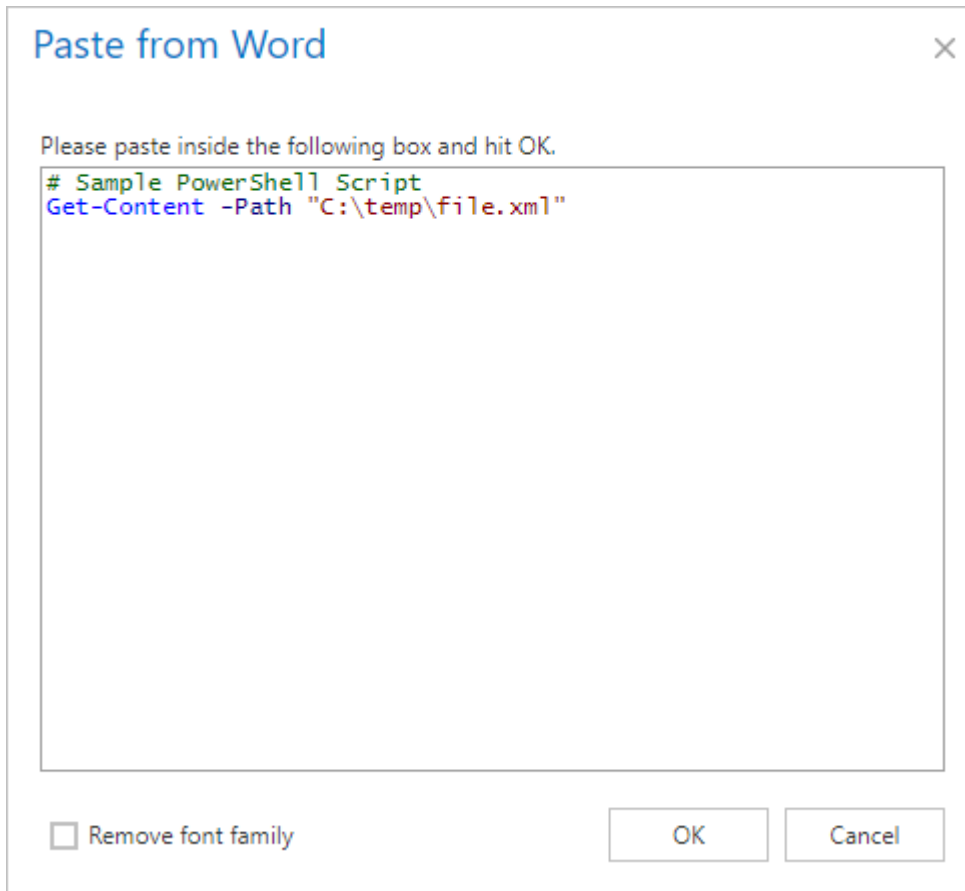 Paste from Word
Please paste inside the following box and hit OK.
# Sample PowerShell Script
Get-Content -Path "C:\temp\file.xml"
Remove font family
OK
Cancel